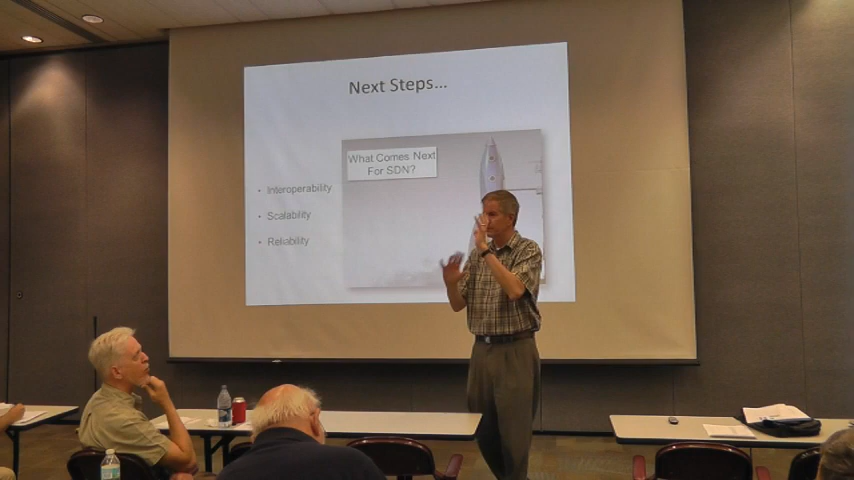 Next Steps...
What Comes Next
For SDN?
• Interoperability
• Scalability
• Reliability